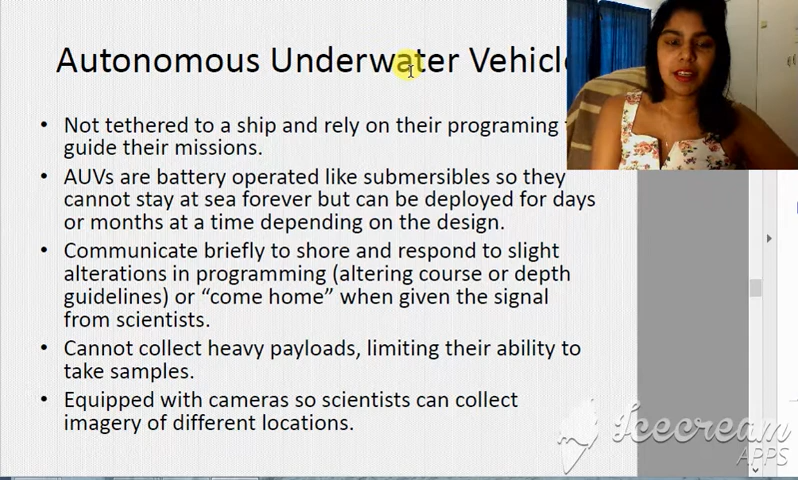 Autonomous Underwater Vehicle
• Not tethered to a ship and rely on their programing
guide their missions.
• AUVs are battery operated like submersibles so they
cannot stay at sea forever but can be deployed for days
or months at a time depending on the design.
• Communicate briefly to shore and respond to slight
alterations in programming (altering course or depth
guidelines) or “come home” when given the signal
from scientists.
• Cannot collect heavy payloads, limiting their ability to
take samples.
• Equipped with cameras so scientists can collect
imagery of different locations.
Icecream
APPS